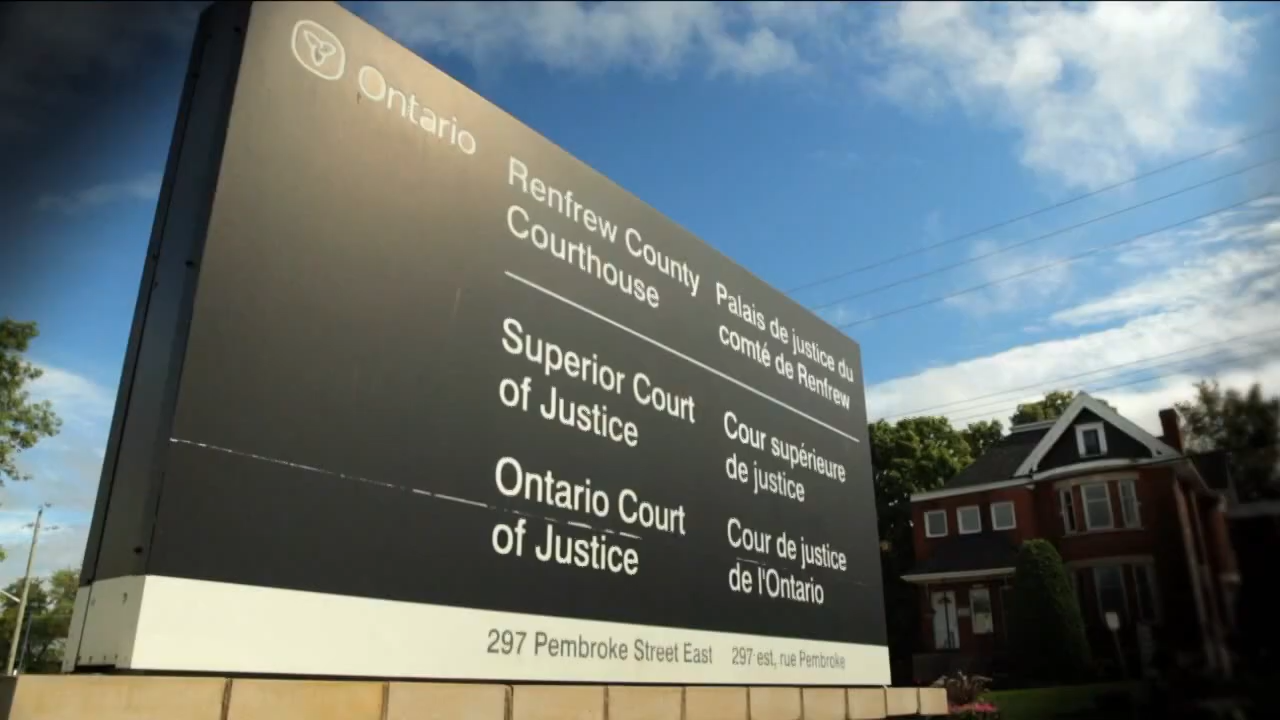 Ontario
Renfrew County
Courthouse
Palais de justice du
comté de Renfrew
Superior Court
of Justice
Cour supérieure
de justice
Ontario Court
of Justice
Cour de justice
de l'Ontario
297 Pembroke Street East
297 est, rue Pembroke